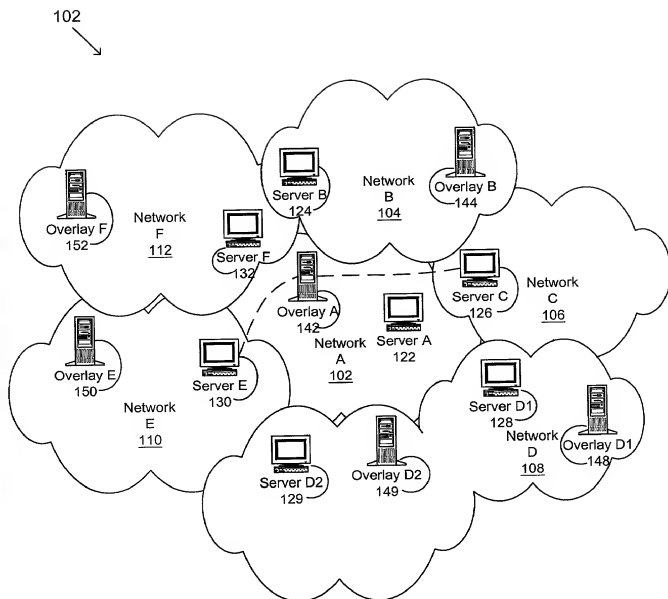 102
Server B
124
Network
B
104
Overlay B
144
Overlay F
152
Network
F
112
Server F
132
Overlay A
142
Server C
126
Network
C
106
Server A
122
Network
A
102
Overlay E
150
Network
E
110
Server E
130
Server D1
128
Network
D
108
Overlay D1
148
Server D2
129
Overlay D2
149